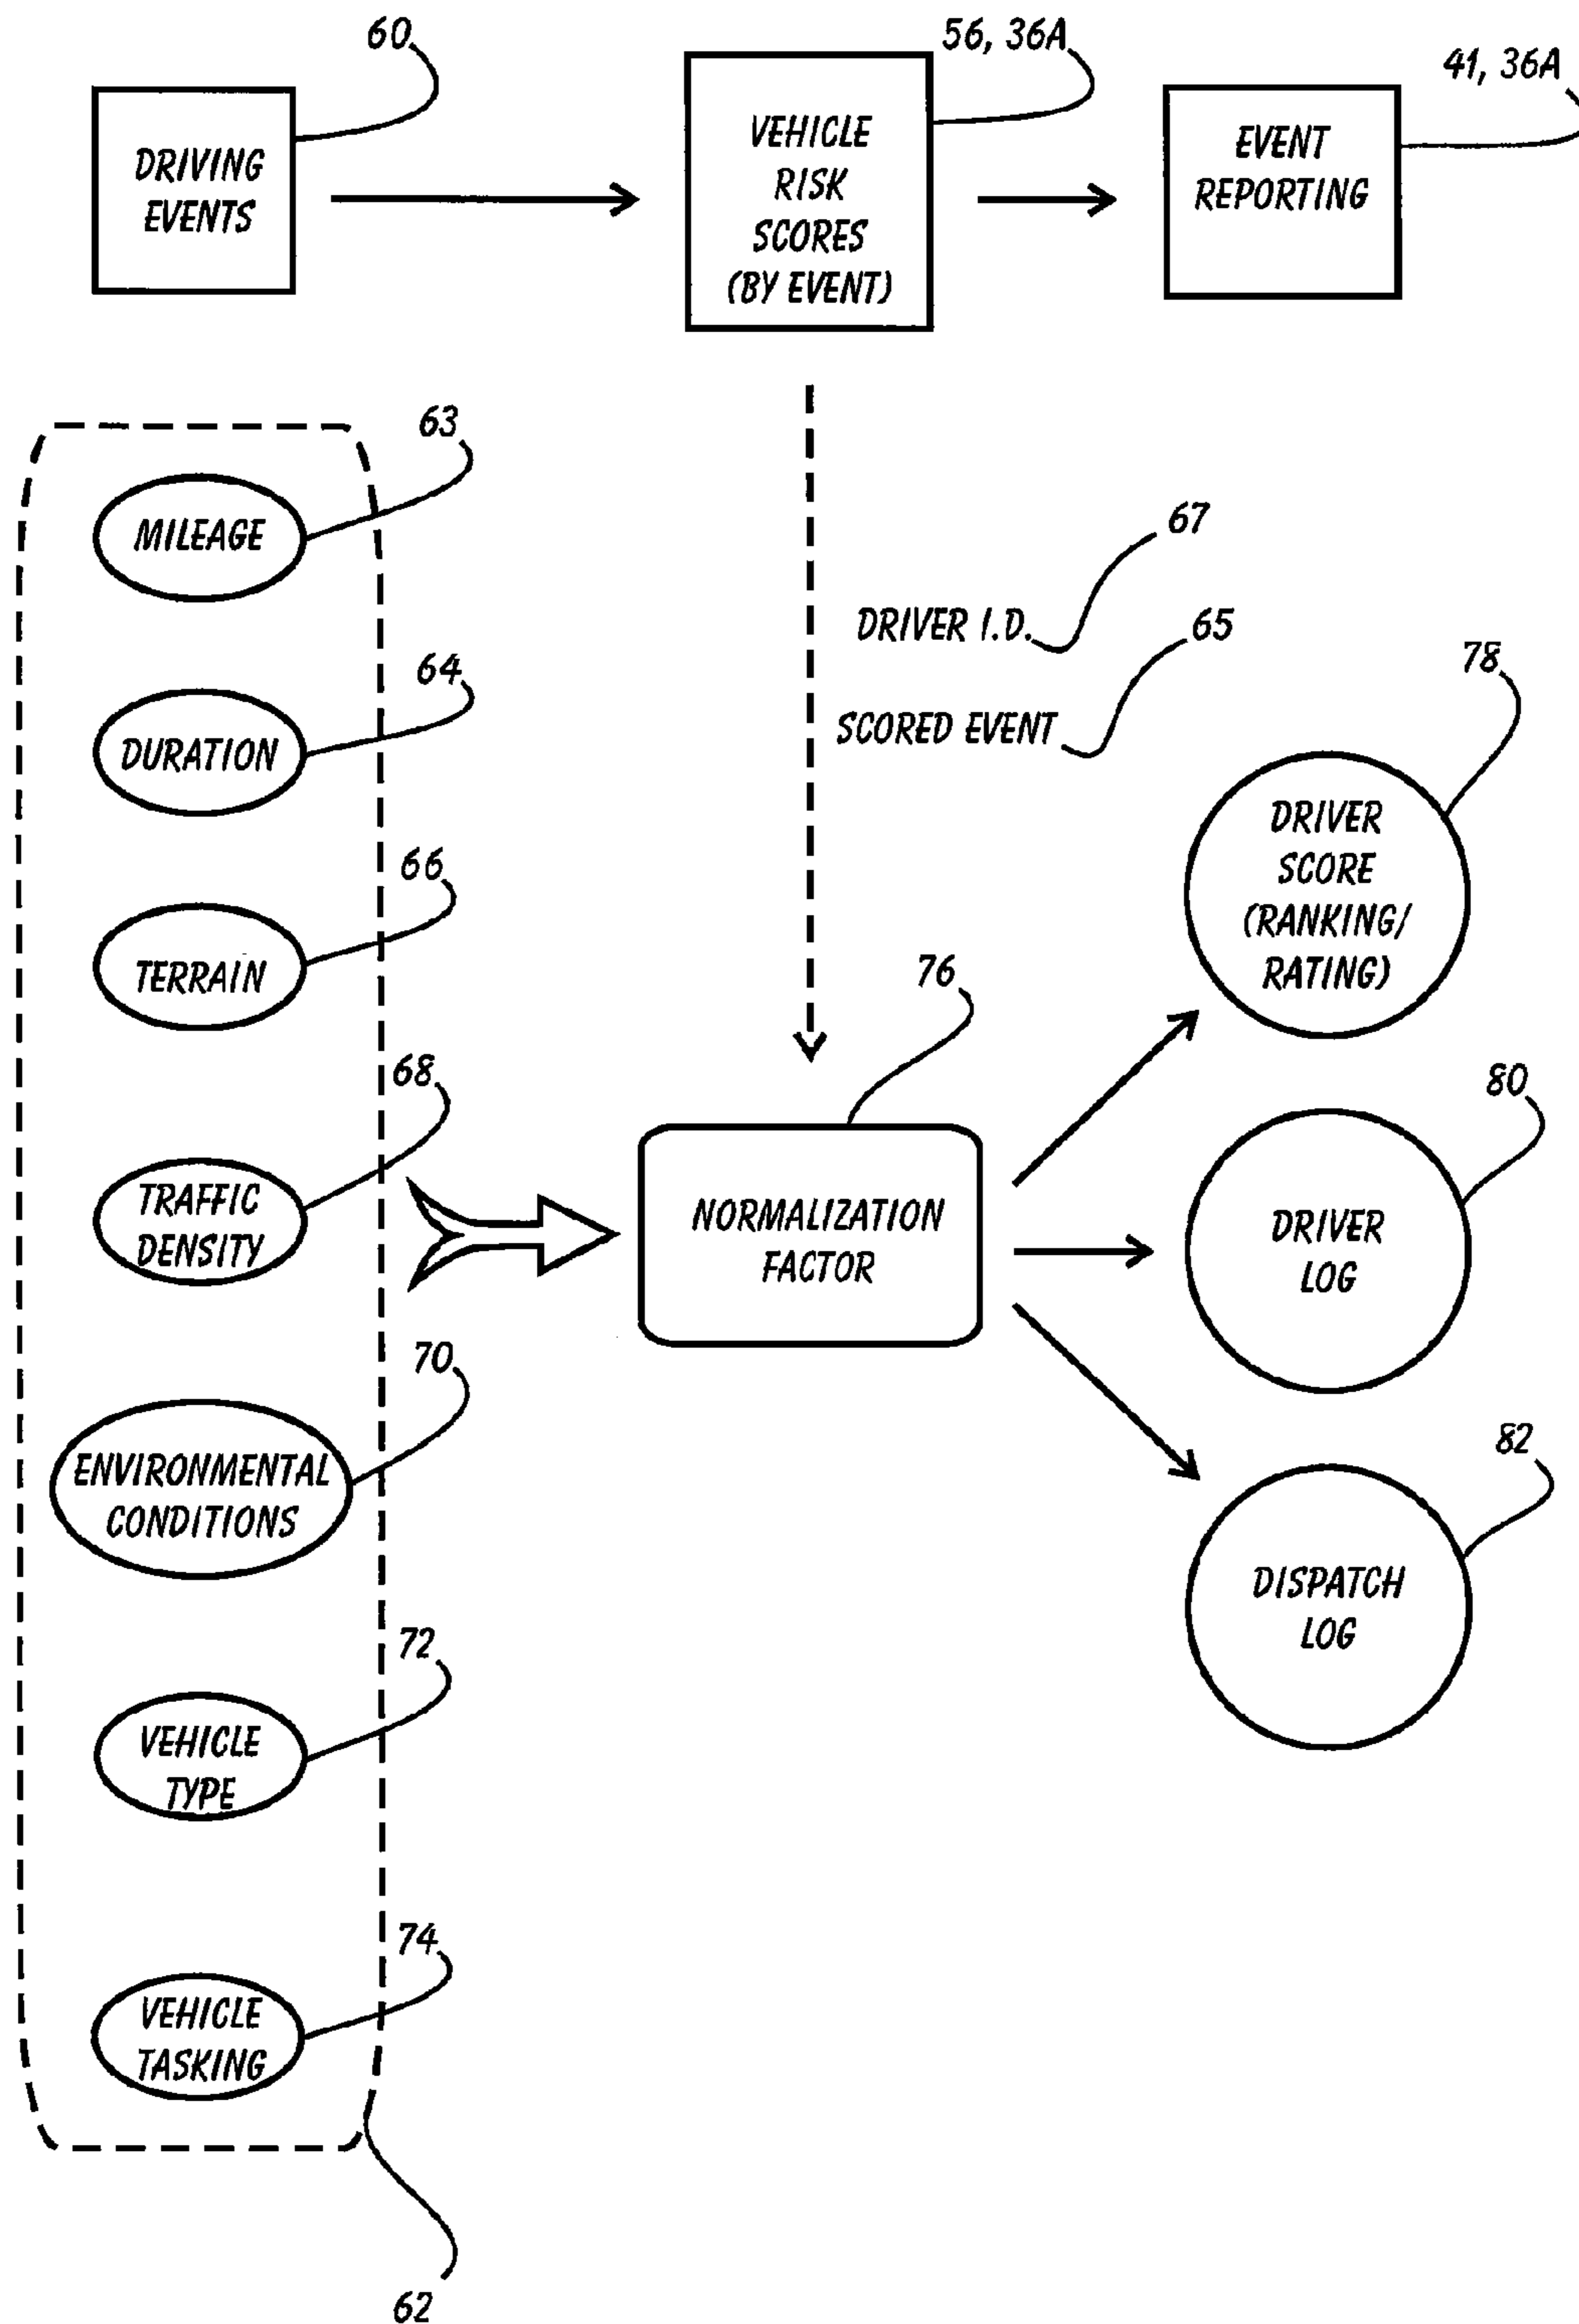 60
56, 36A
41, 36A
DRIVING
EVENTS
VEHICLE
RISK
SCORES
(BY EVENT)
EVENT
REPORTING
63
MILEAGE
67
DRIVER I.D.
65
SCORED EVENT
64
DURATION
66
TERRAIN
68
TRAFFIC
DENSITY
70
ENVIRONMENTAL
CONDITIONS
72
VEHICLE
TYPE
74
VEHICLE
TASKING
62
76
NORMALIZATION
FACTOR
78
DRIVER
SCORE
(RANKING/
RATING)
80
DRIVER
LOG
82
DISPATCH
LOG